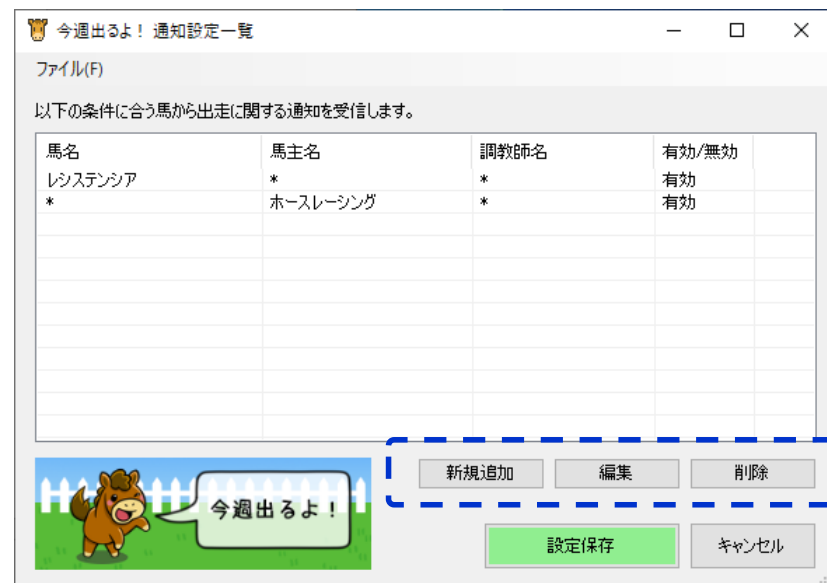 今週出るよ！ 通知設定一覧
ファイル(F)
以下の条件に合う馬から出走に関する通知を受信します。
馬名 馬主名 調教師名 有効/無効
レシステンシア * * 有効
* ホースレーシング * 有効
新規追加 編集 削除
今週出るよ！
設定保存 キャンセル